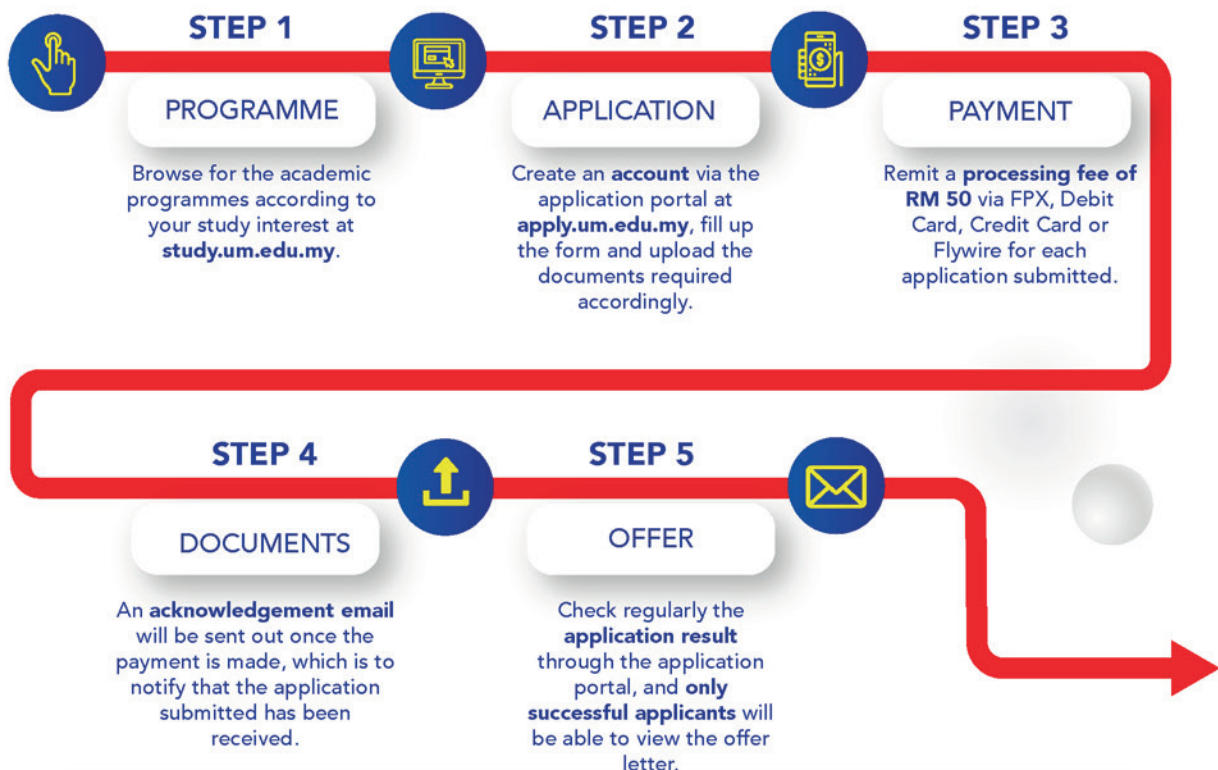 STEP 1
PROGRAMME
Browse for the academic
programmes according to
your study interest at
study.um.edu.my.
STEP 2
APPLICATION
Create an account via the
application portal at
apply.um.edu.my, fill up
the form and upload the
documents required
accordingly.
STEP 3
PAYMENT
Remit a processing fee of
RM 50 via FPX, Debit
Card, Credit Card or
Flywire for each
application submitted.
STEP 4
DOCUMENTS
An acknowledgement email
will be sent out once the
payment is made, which is to
notify that the application
submitted has been
received.
STEP 5
OFFER
Check regularly the
application result
through the application
portal, and only
successful applicants will
be able to view the offer
letter.